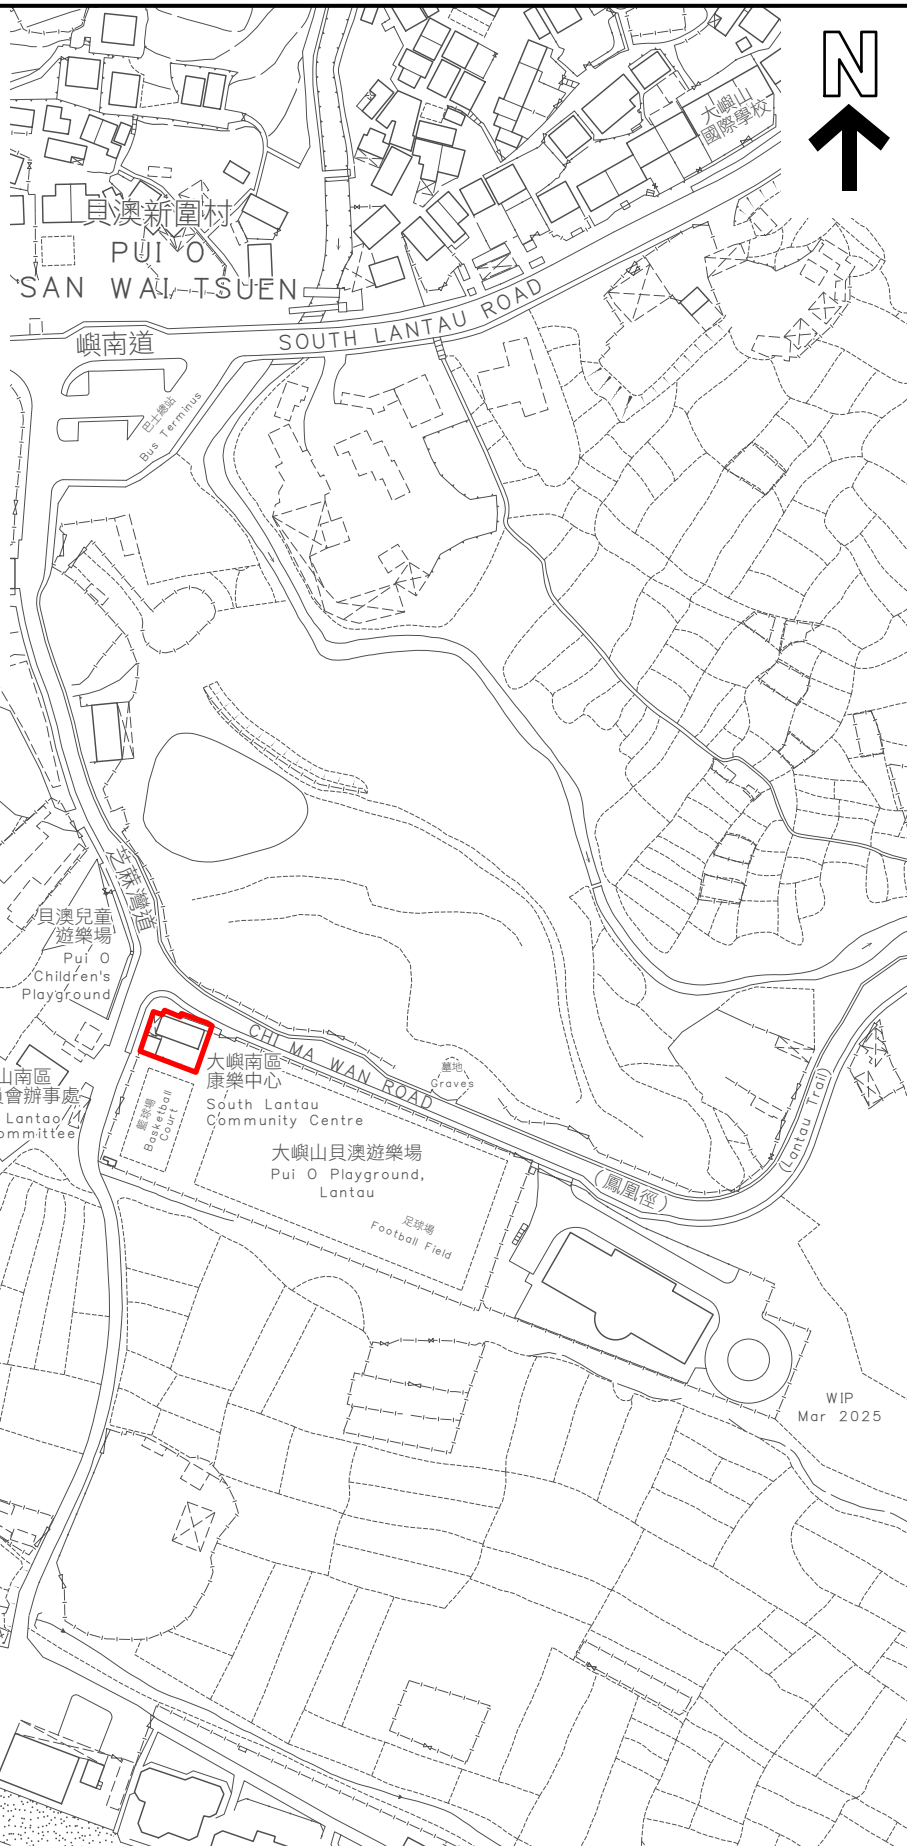 N
大嶼山
國際學校
貝澳新圍村
PUI O
SAN WAI TSUEN
SOUTH LANTAU ROAD
嶼南道
巴士總站
Bus Terminus
芝麻灣道
貝澳兒童
遊樂場
Pui O
Children's
Playground
CHI MA WAN ROAD
大嶼南區
康樂中心
South Lantau
Community Centre
墓地
Graves
山南區
會辦事處
Lantao
ommittee
籃球場
Basketball
Court
大嶼山貝澳遊樂場
Pui O Playground,
Lantau
足球場
Football Field
(鳳凰徑)
(Lantau Trail)
WIP
Mar 2025